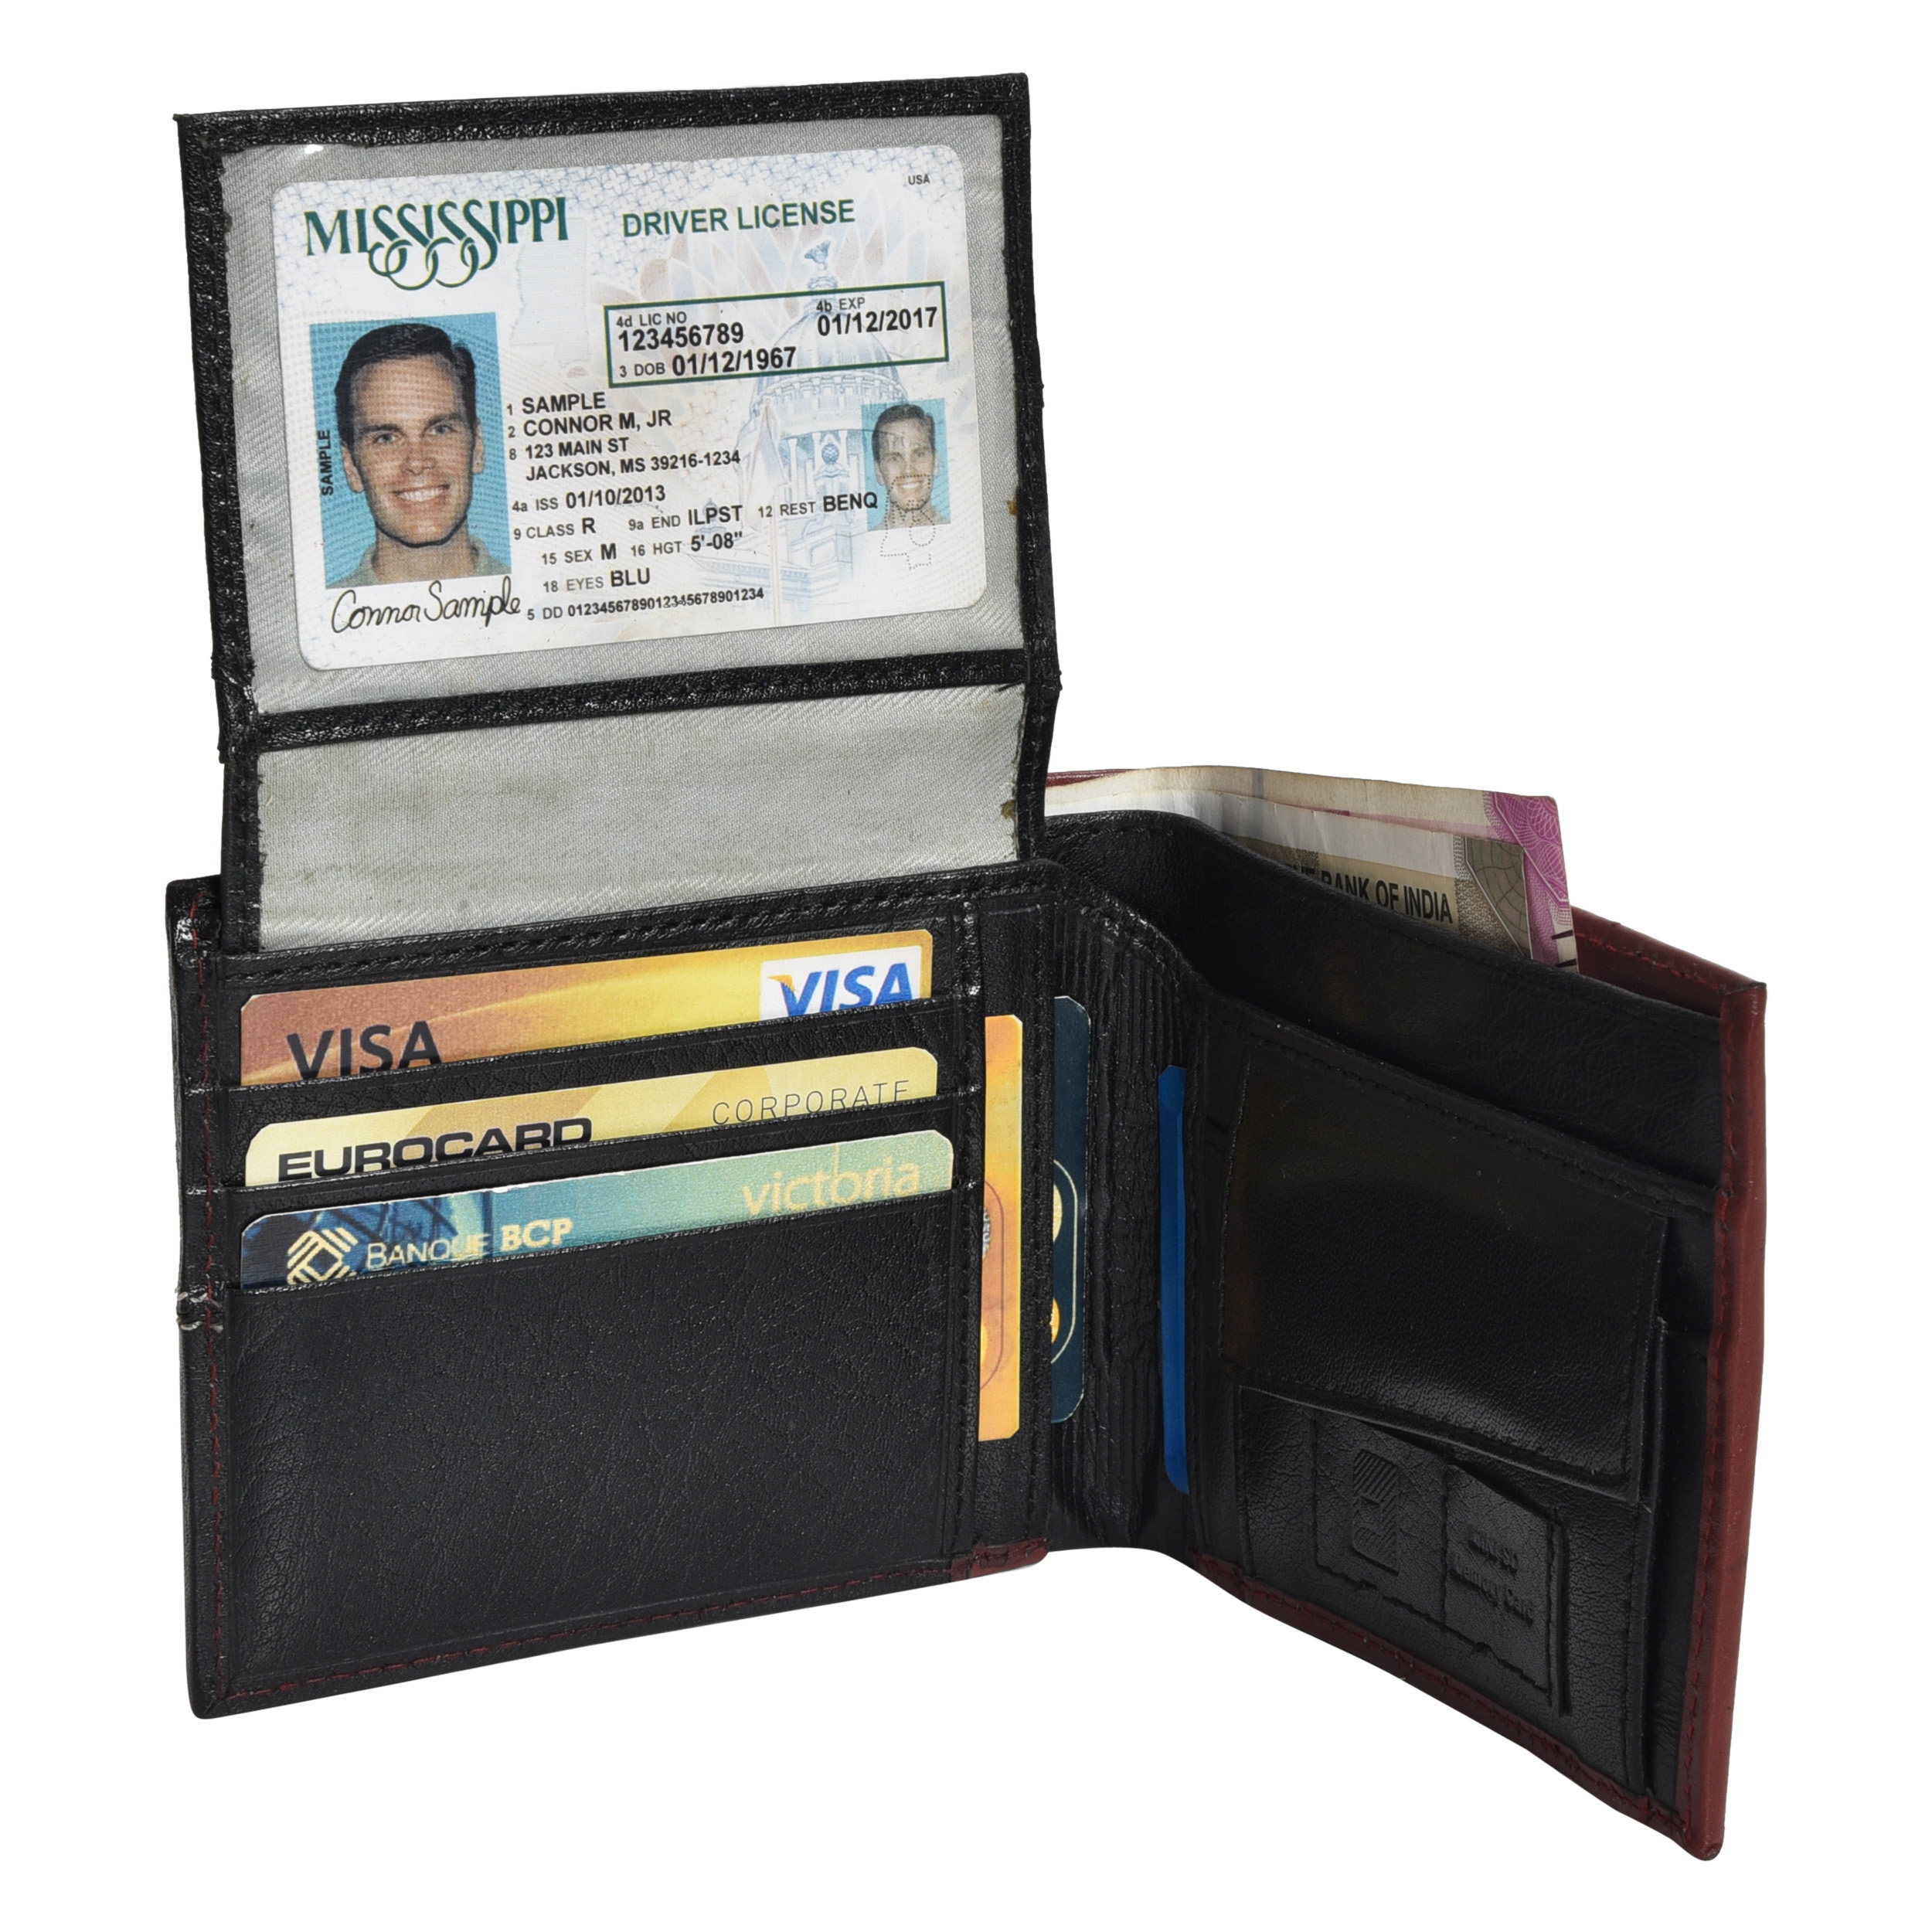 USA
MISSISSIPPI DRIVER LICENSE
4d LIC NO 4b EXP
123456789 01/12/2017
3 DOB 01/12/1967
1 SAMPLE
2 CONNOR M, JR
8 123 MAIN ST
JACKSON, MS 39216-1234
4a ISS 01/10/2013
9 CLASS R 9a END ILPST 12 REST BENQ
15 SEX M 16 HGT 5'-08"
18 EYES BLU
5 DD 0123456789012345678901234
SAMPLE
Connor Sample
BANK OF INDIA
VISA
VISA
CORPORATE
EUROCARD
victoria
BANQUE BCP